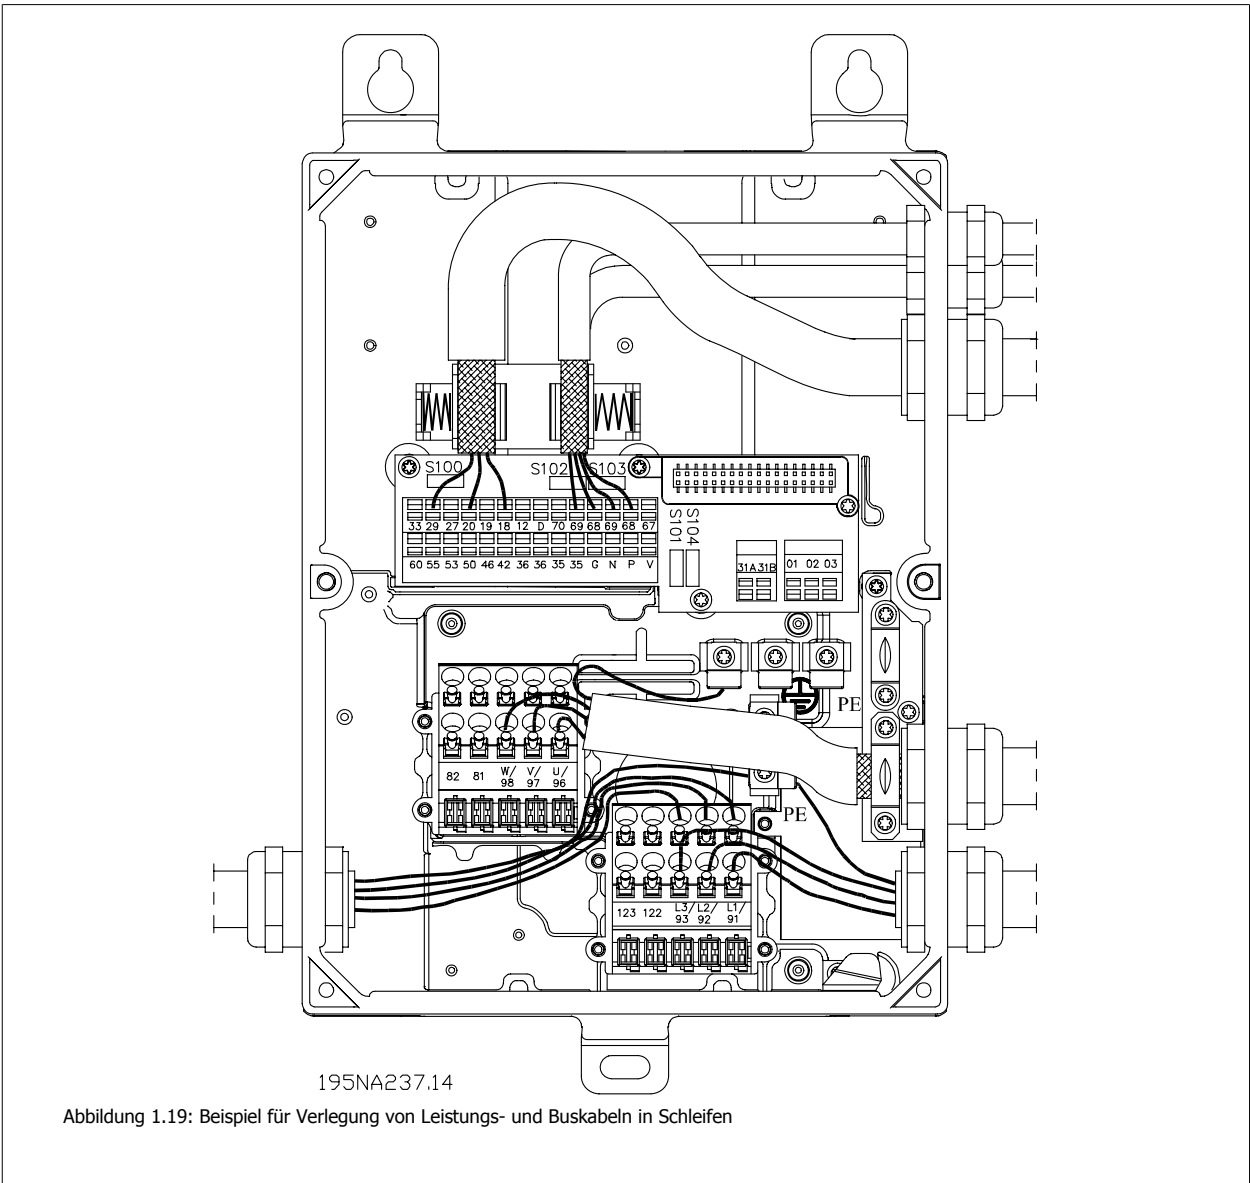 S100 S102 S103
33 29 27 20 19 18 12 D 70 69 68 69 68 67
S101 S104
60 55 53 50 46 42 36 36 35 35 G N P V
31A 31B 01 02 03
PE
82 81 W/98 V/97 U/96
PE
123 122 L3/93 L2/92 L1/91
195NA237.14
Abbildung 1.19: Beispiel für Verlegung von Leistungs- und Buskabeln in Schleifen